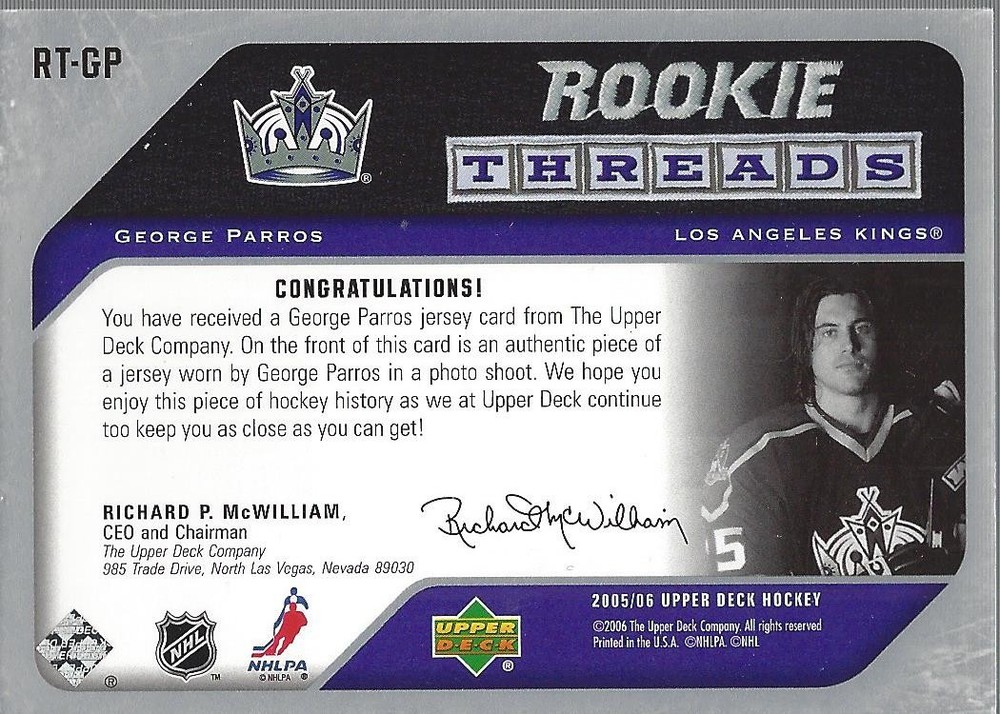 RT-GP
ROOKIE
THREADS
GEORGE PARROS
LOS ANGELES KINGS®
CONGRATULATIONS!
You have received a George Parros jersey card from The Upper
Deck Company. On the front of this card is an authentic piece of
a jersey worn by George Parros in a photo shoot. We hope you
enjoy this piece of hockey history as we at Upper Deck continue
too keep you as close as you can get!
RICHARD P. McWILLIAM,
CEO and Chairman
The Upper Deck Company
985 Trade Drive, North Las Vegas, Nevada 89030
Richard McWilliam
5
NHL
™
NHLPA
© NHLPA ®
UPPER
DECK
®
2005/06 UPPER DECK HOCKEY
©2006 The Upper Deck Company. All rights reserved
Printed in the U.S.A. ©NHLPA ©NHL